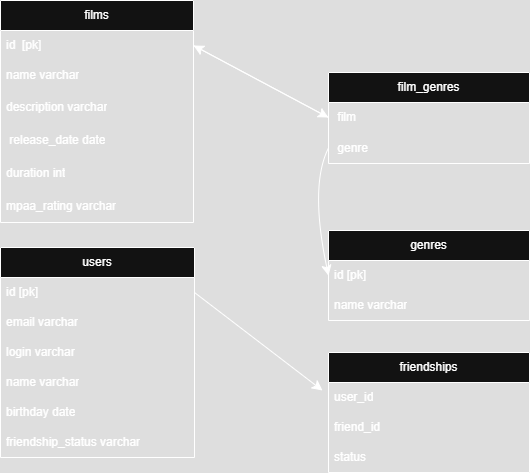 films
id [pk]
name varchar
description varchar
release_date date
duration int
mpaa_rating varchar
film_genres
film
genre
users
id [pk]
email varchar
login varchar
name varchar
birthday date
friendship_status varchar
genres
id [pk]
name varchar
friendships
user_id
friend_id
status